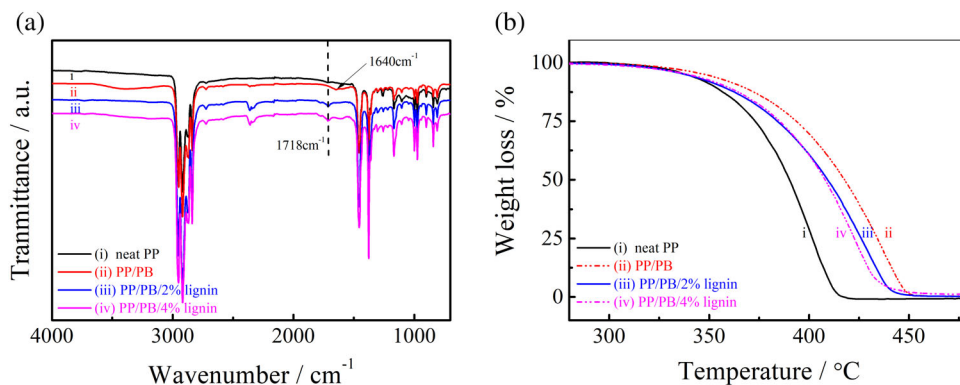 (a)
Tranmittance / a.u.
i
ii
iii
iv
1640cm-1
1718cm-1
(i) neat PP
(ii) PP/PB
(iii) PP/PB/2% lignin
(iv) PP/PB/4% lignin
4000
3000
2000
1000
Wavenumber / cm-1
(b)
Weight loss / %
100
75
50
25
0
i
iv
iii
ii
(i) neat PP
(ii) PP/PB
(iii) PP/PB/2% lignin
(iv) PP/PB/4% lignin
300
350
400
450
Temperature / °C